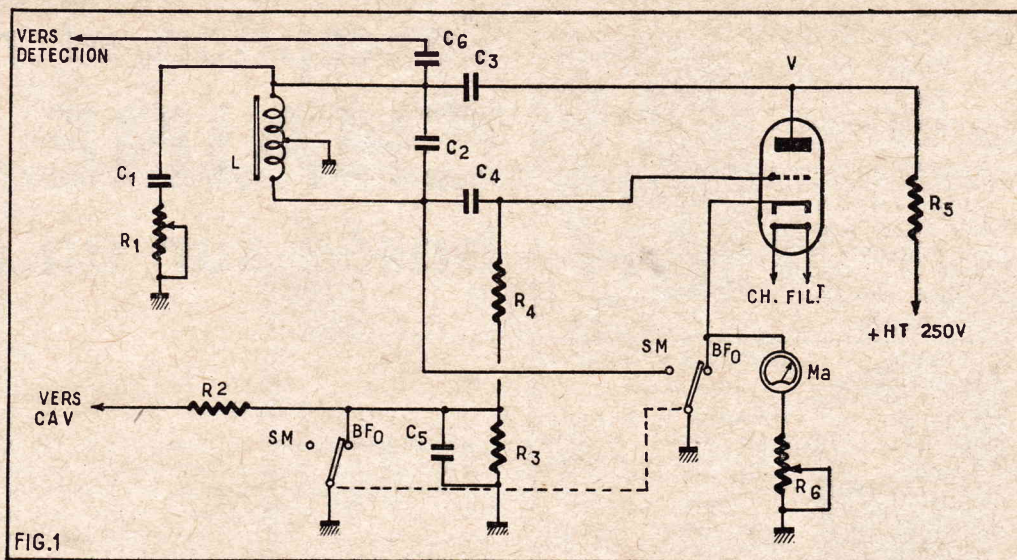 VERS
DETECTION
C6
C3
V
C2
L
C4
C1
R1
R5
CH. FILT
R4
+HT 250V
SM
BFO
Ma
VERS
CAV
R2
SM
BFO
C5
R3
R6
FIG.1